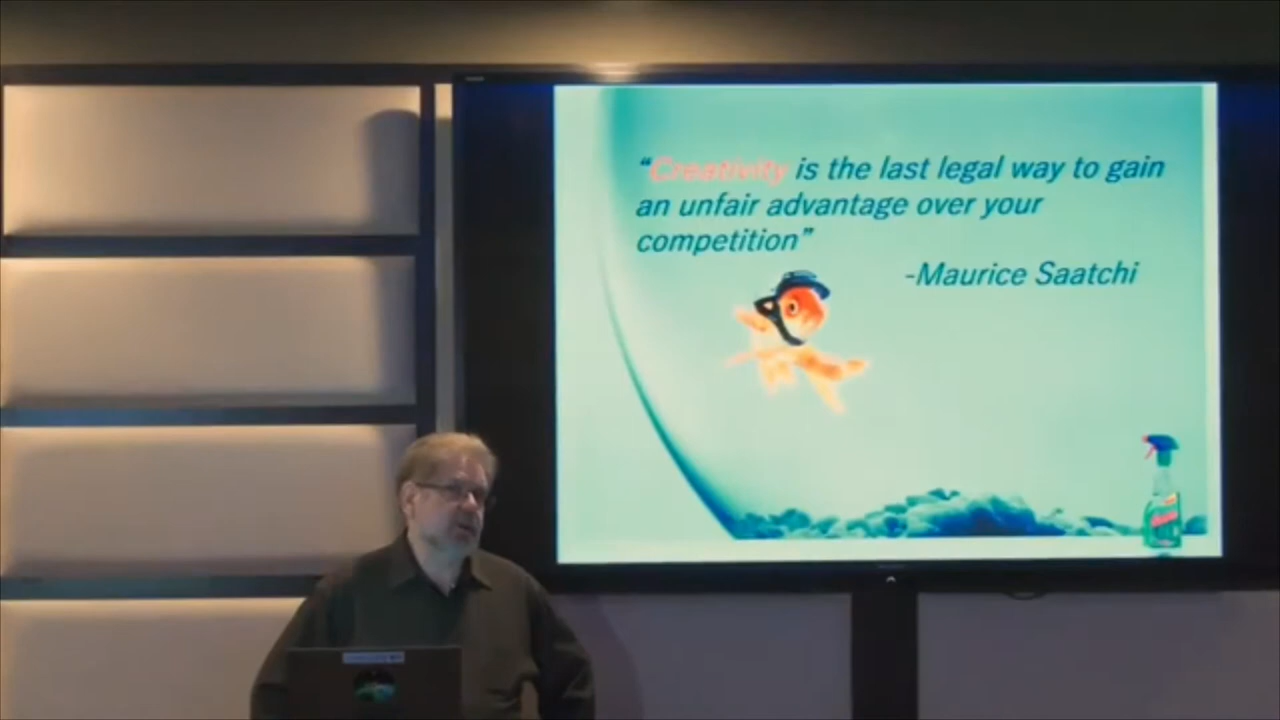 “Creativity is the last legal way to gain
an unfair advantage over your
competition”
-Maurice Saatchi